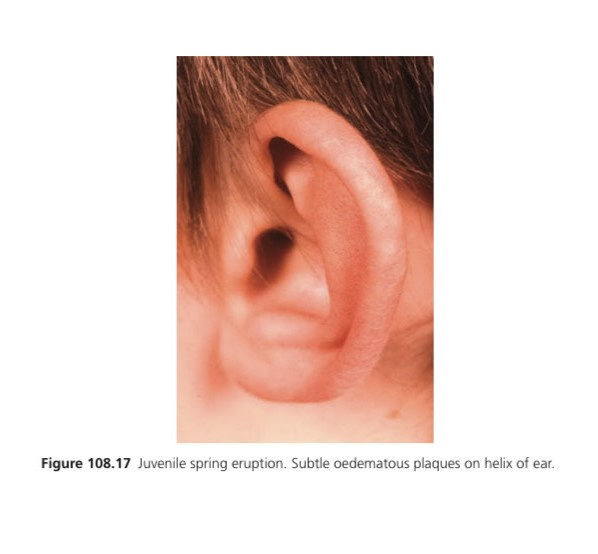 Figure 108.17 Juvenile spring eruption. Subtle oedematous plaques on helix of ear.